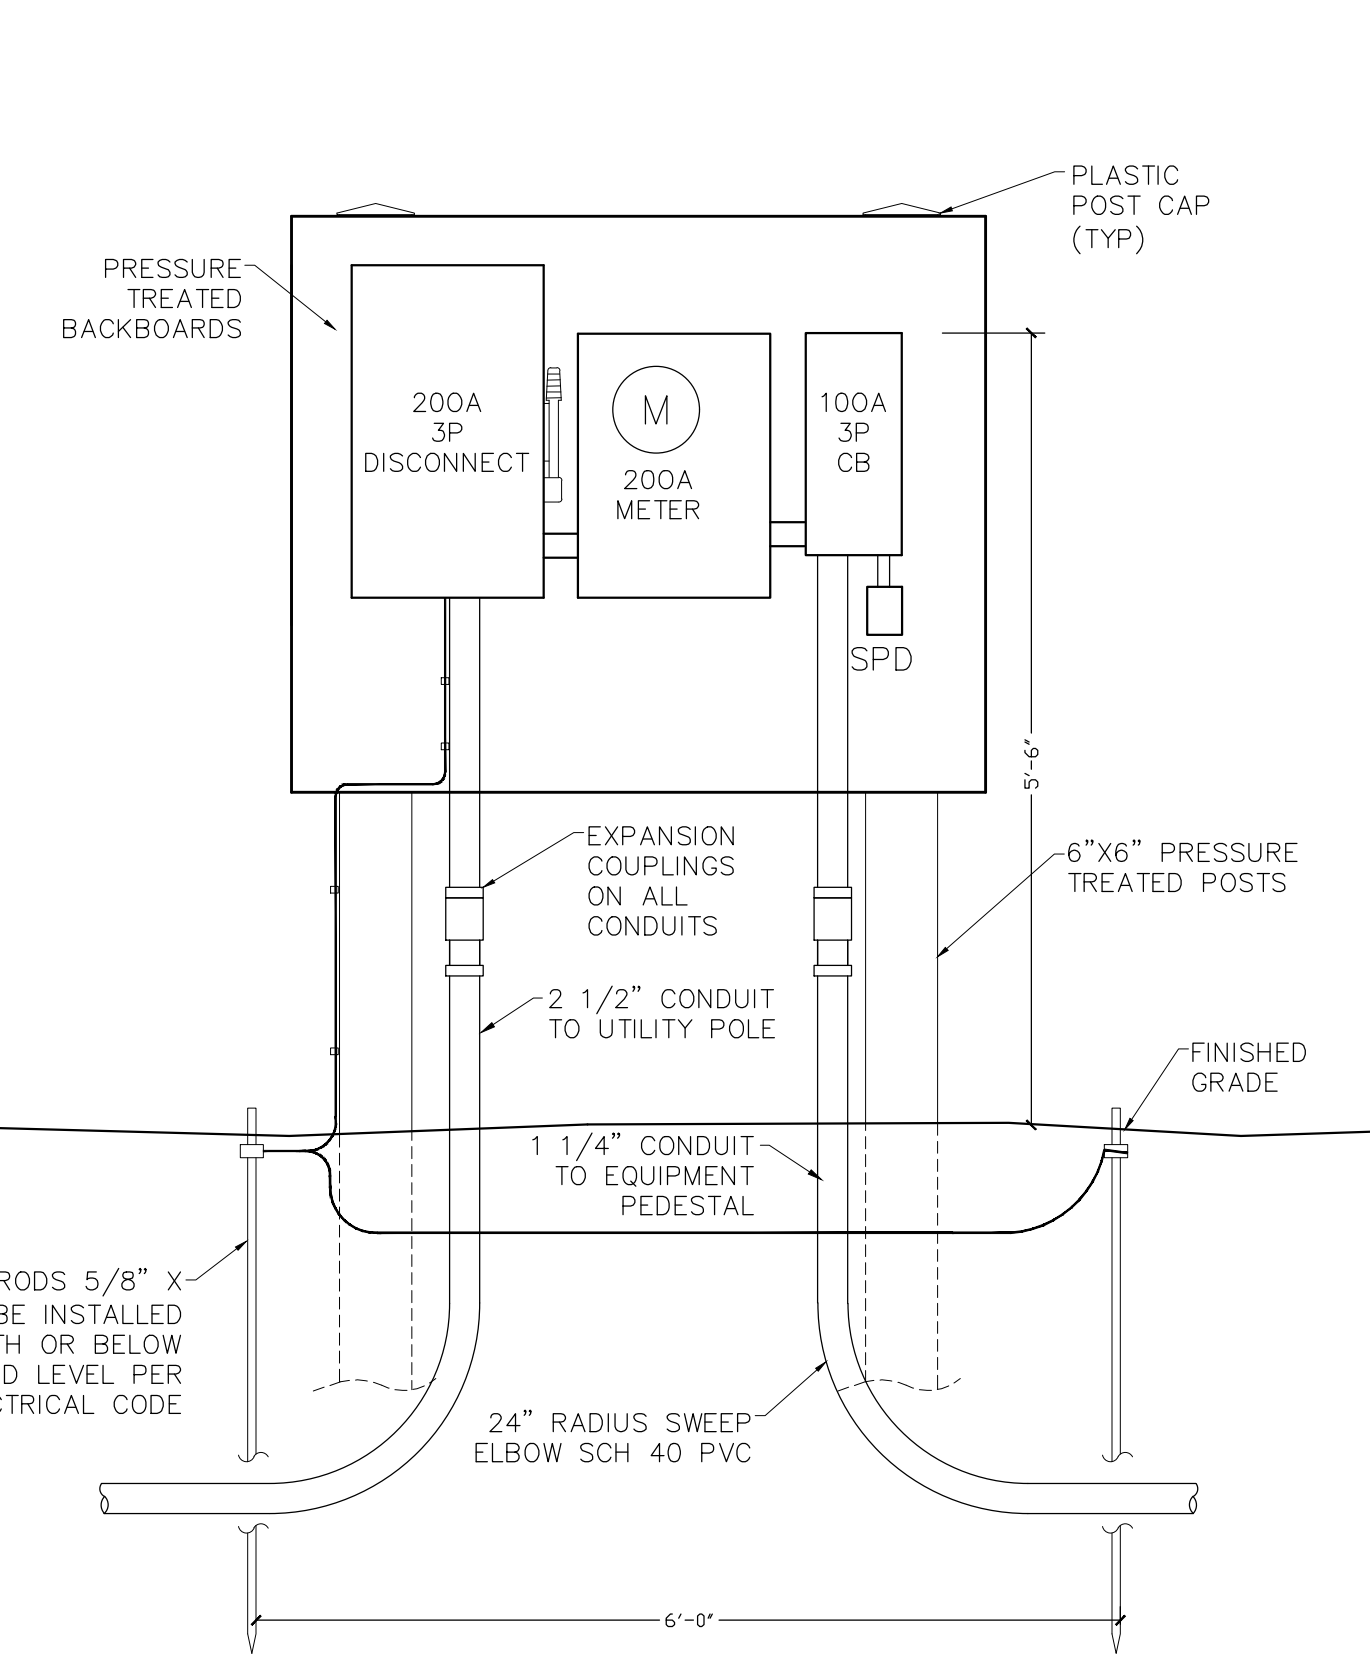 PLASTIC
POST CAP
(TYP)
PRESSURE
TREATED
BACKBOARDS
200A
3P
DISCONNECT
M
200A
METER
100A
3P
CB
SPD
5'-6"
EXPANSION
COUPLINGS
ON ALL
CONDUITS
6"X6" PRESSURE
TREATED POSTS
2 1/2" CONDUIT
TO UTILITY POLE
FINISHED
GRADE
1 1/4" CONDUIT
TO EQUIPMENT
PEDESTAL
RODS 5/8" X
BE INSTALLED
OR BELOW
LEVEL PER
CODE
24" RADIUS SWEEP
ELBOW SCH 40 PVC
6'-0"